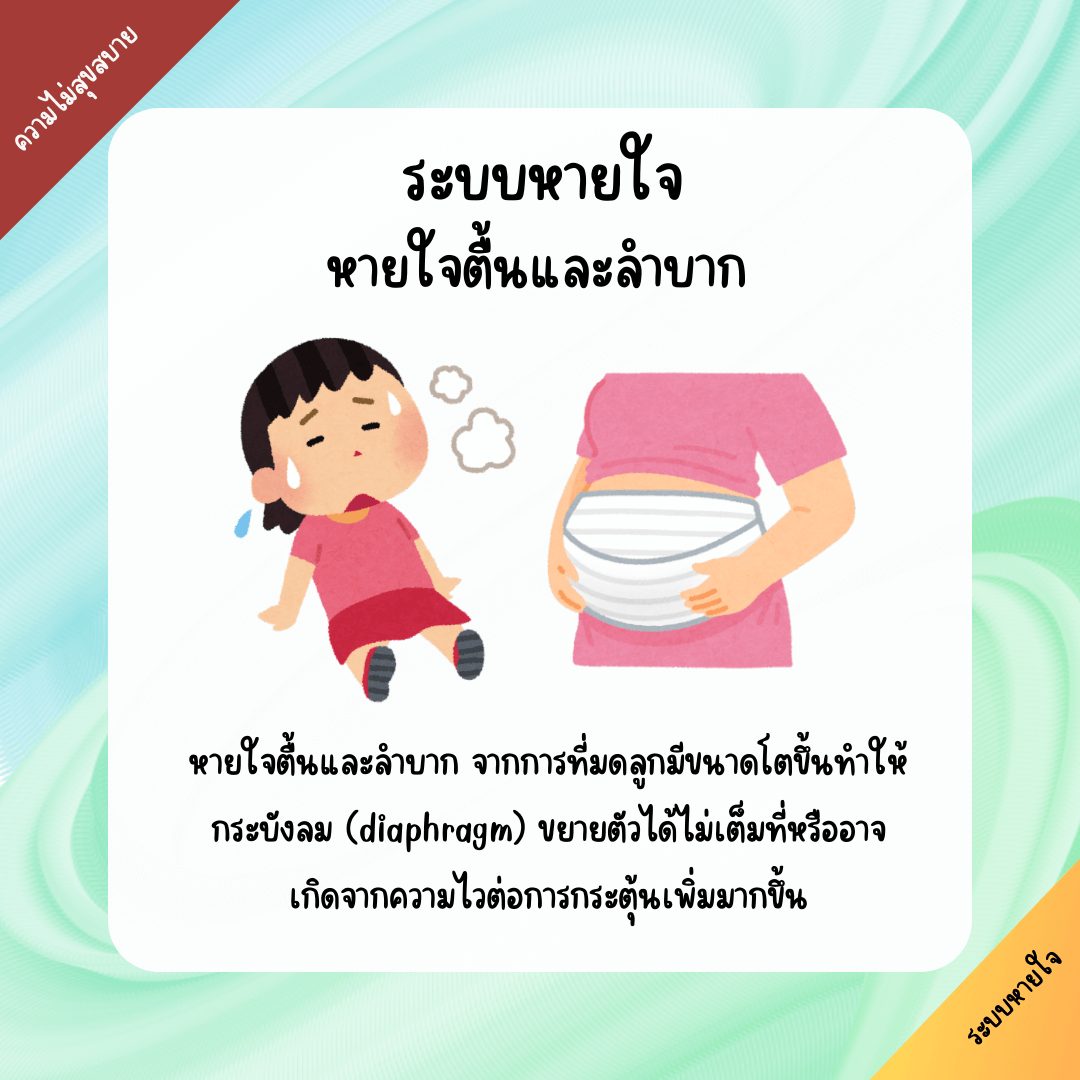 ความไม่สุขสบาย
ระบบหายใจ
หายใจตื้นและลำบาก
หายใจตื้นและลำบาก จากการที่มดลูกมีขนาดโตขึ้นทำให้
กระบังลม (diaphragm) ขยายตัวได้ไม่เต็มที่หรืออาจ
เกิดจากความไวต่อการกระตุ้นเพิ่มมากขึ้น
ระบบหายใจ